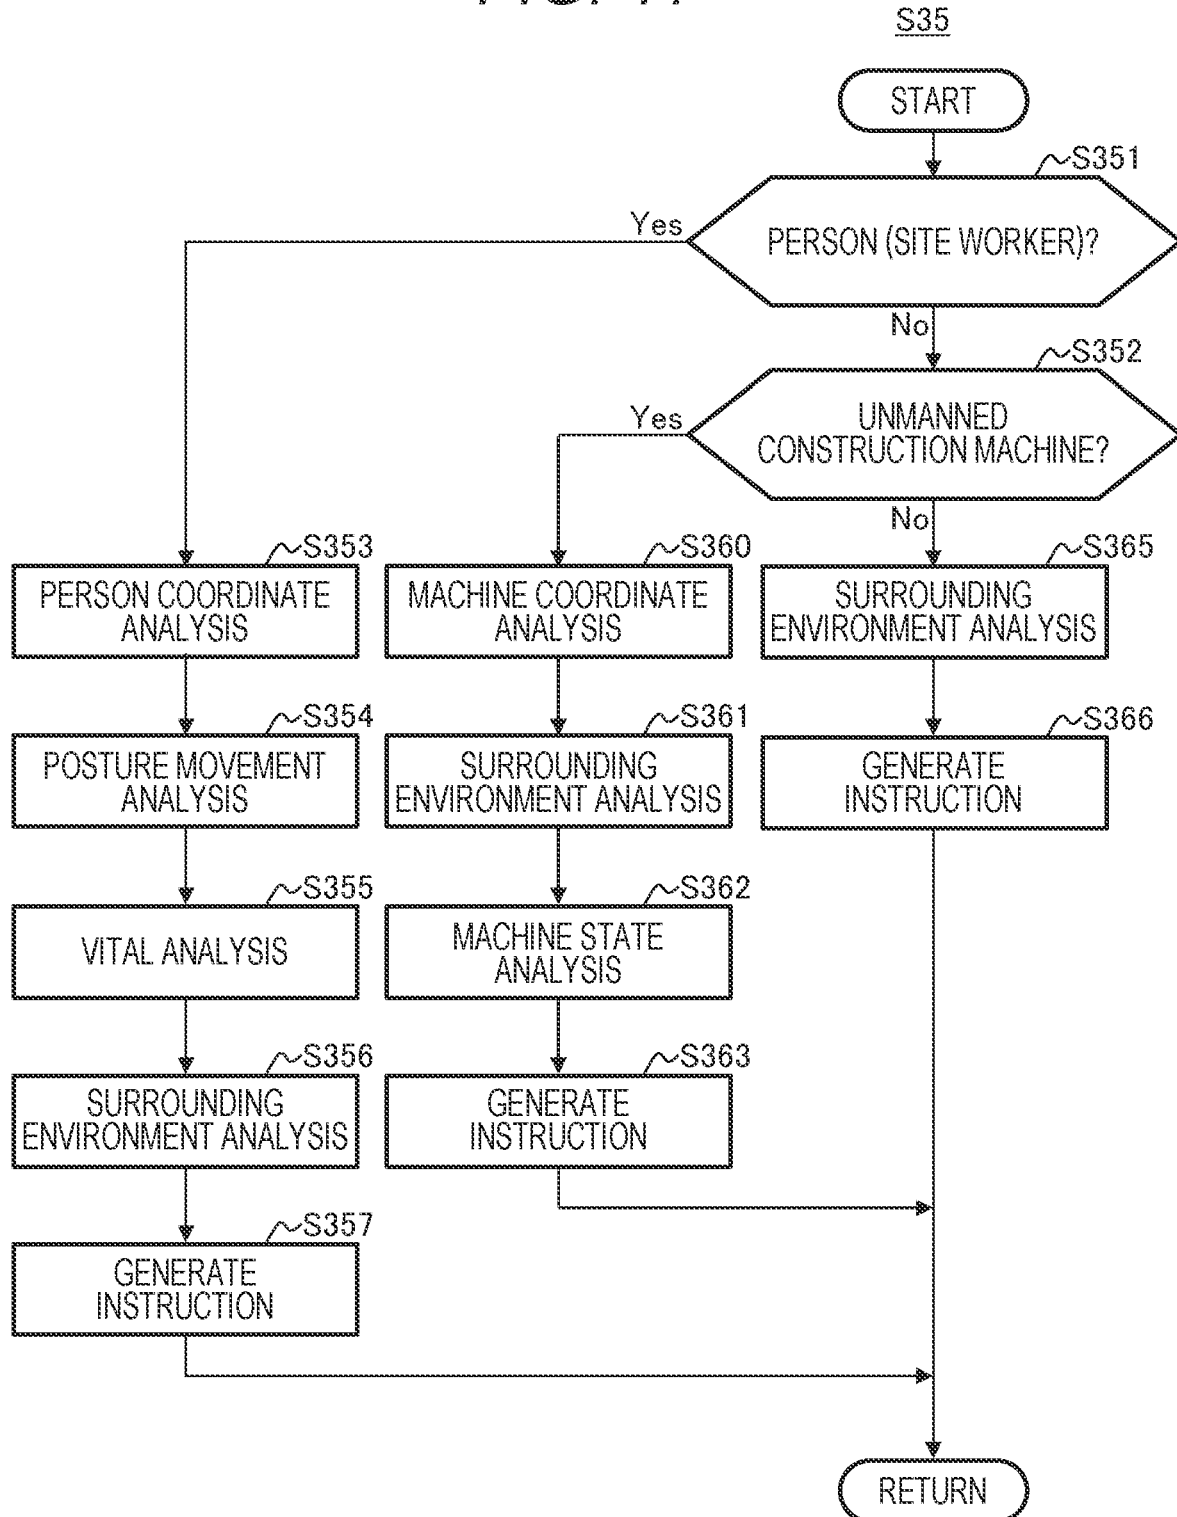 S35
START
S351
PERSON (SITE WORKER)?
Yes
No
S352
UNMANNED
CONSTRUCTION MACHINE?
Yes
No
S353
PERSON COORDINATE
ANALYSIS
S360
MACHINE COORDINATE
ANALYSIS
S365
SURROUNDING
ENVIRONMENT ANALYSIS
S354
POSTURE MOVEMENT
ANALYSIS
S361
SURROUNDING
ENVIRONMENT ANALYSIS
S366
GENERATE
INSTRUCTION
S355
VITAL ANALYSIS
S362
MACHINE STATE
ANALYSIS
S356
SURROUNDING
ENVIRONMENT ANALYSIS
S363
GENERATE
INSTRUCTION
S357
GENERATE
INSTRUCTION
RETURN